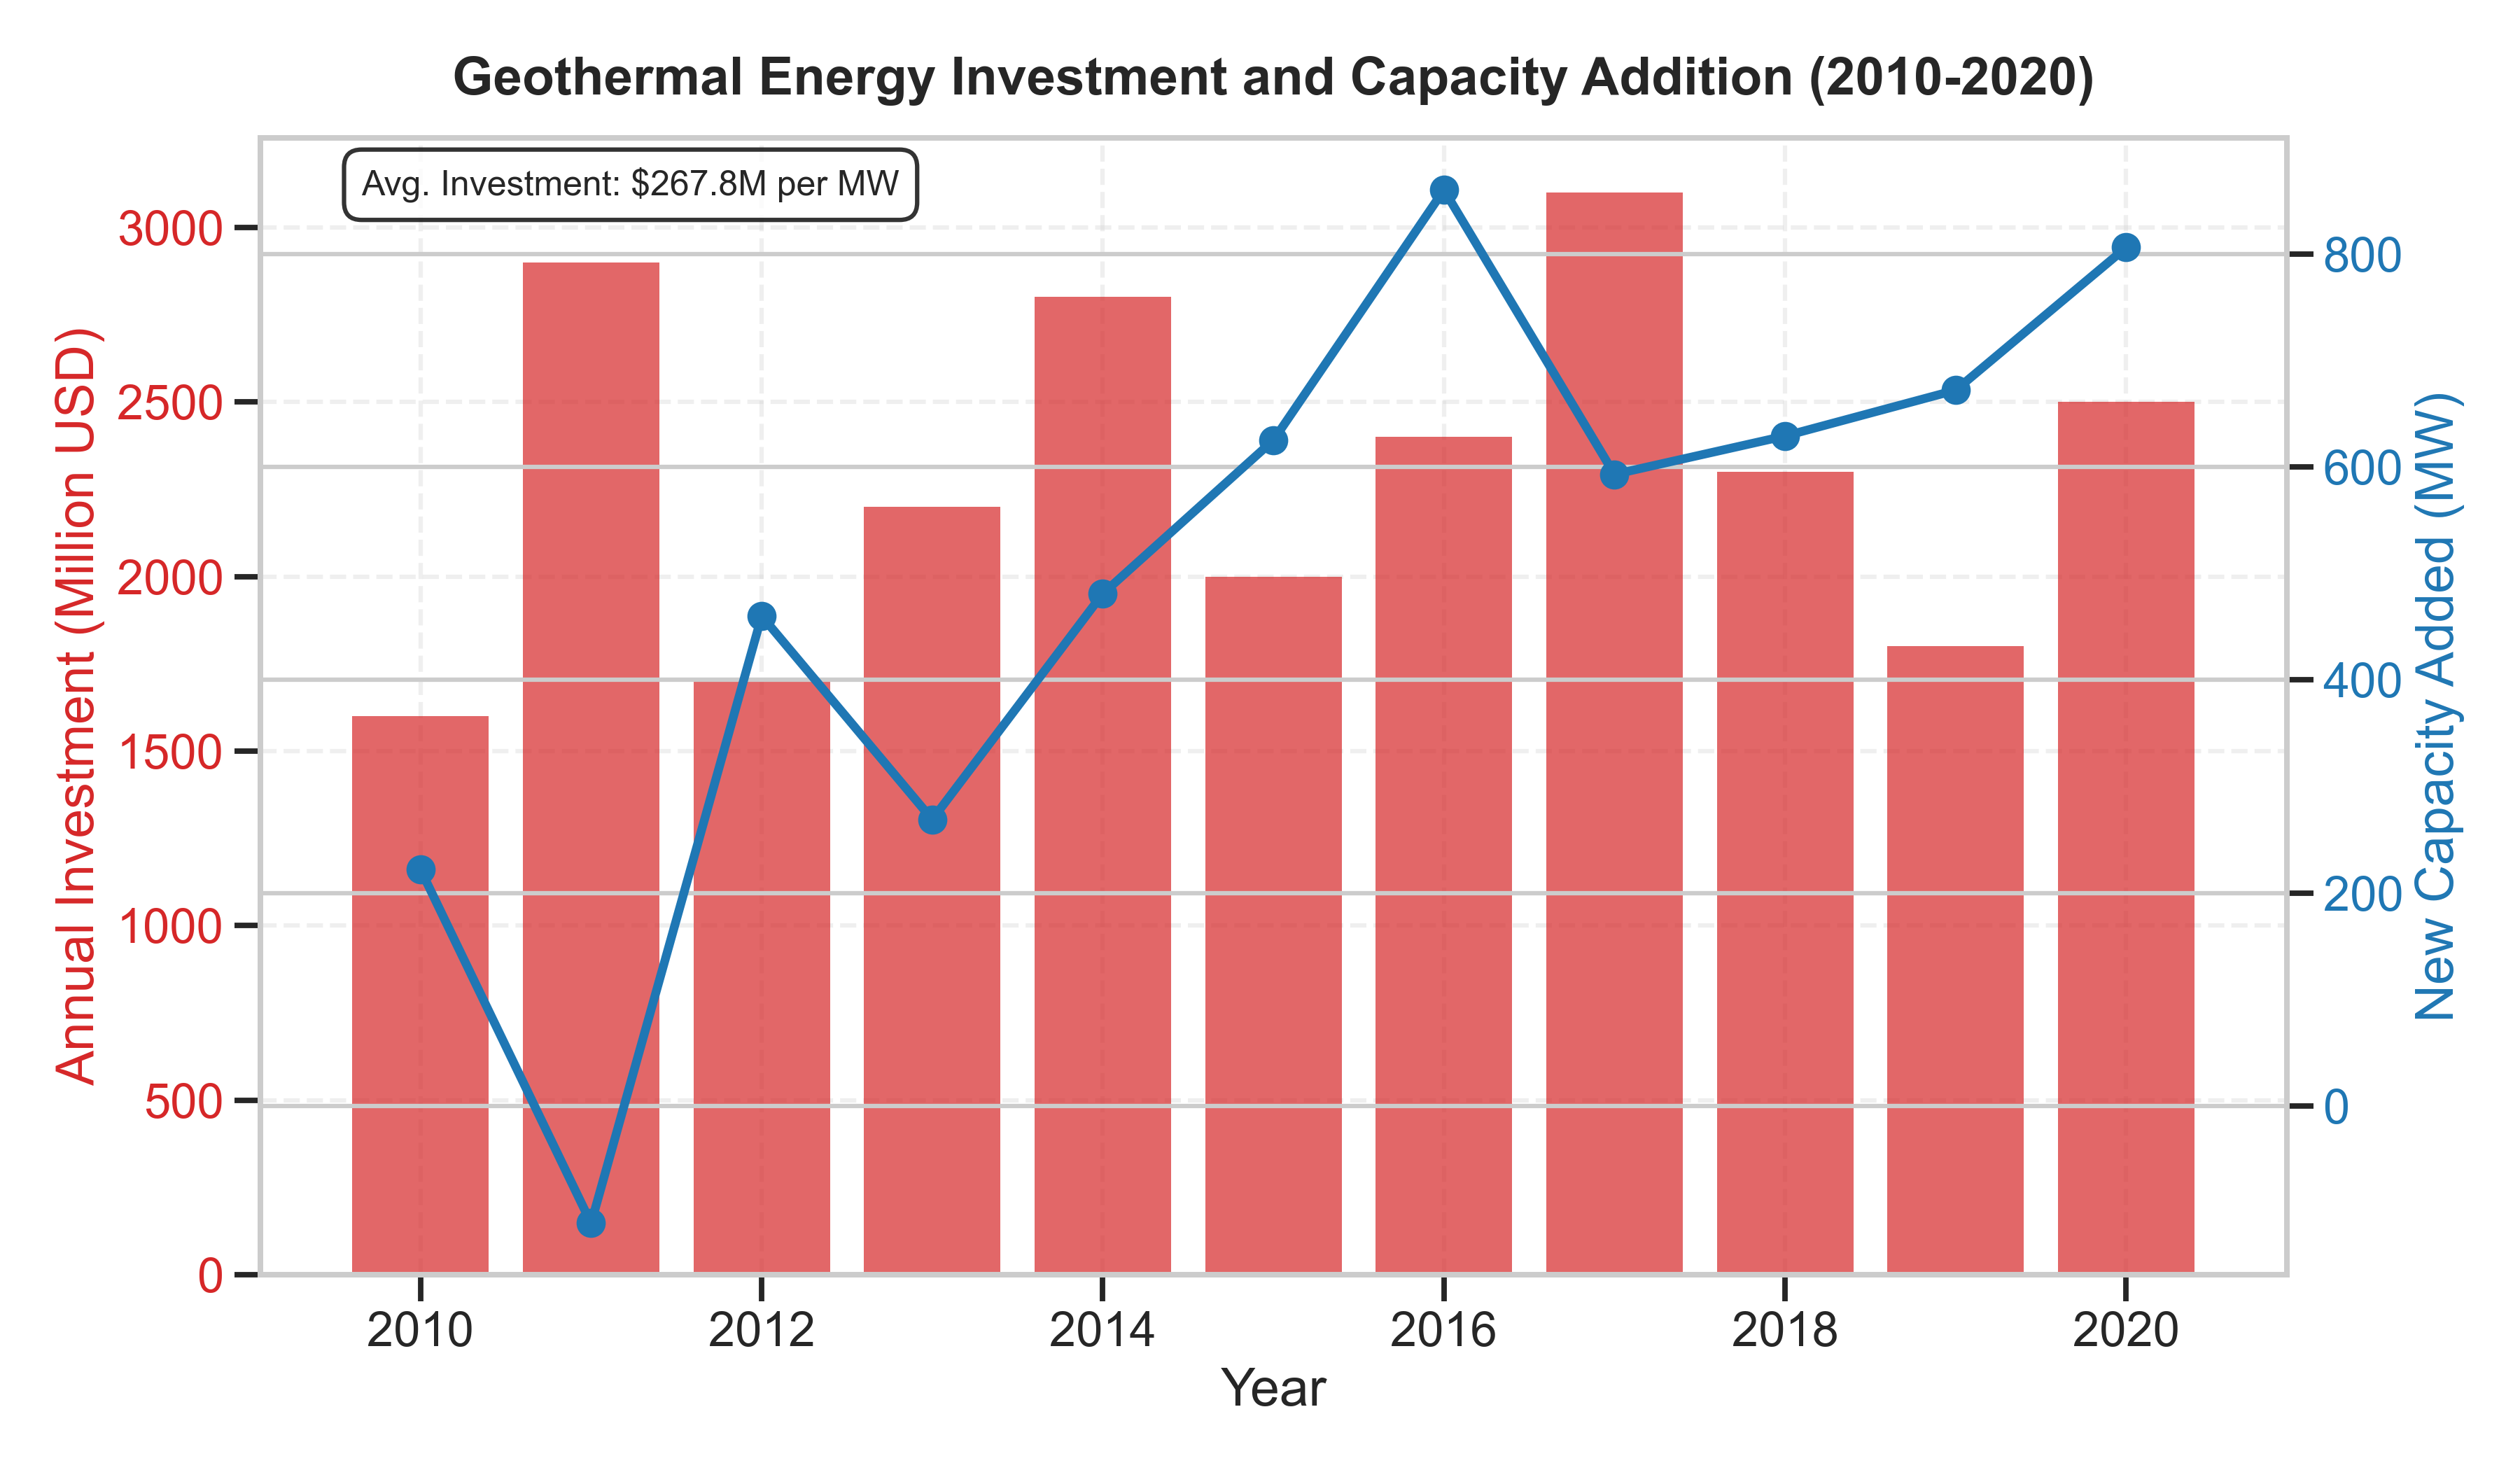 Geothermal Energy Investment and Capacity Addition (2010-2020)
Avg. Investment: $267.8M per MW
Annual Investment (Million USD)
3000
2500
2000
1500
1000
500
0
New Capacity Added (MW)
800
600
400
200
0
2010 2012 2014 2016 2018 2020
Year